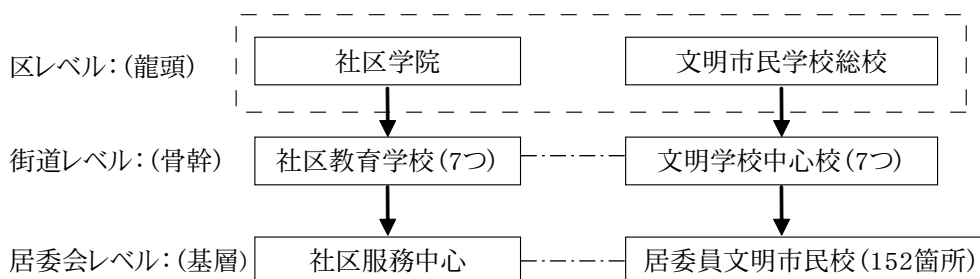 区レベル：(龍頭) 社区学院 文明市民学校総校
街道レベル：(骨幹) 社区教育学校(7つ) 文明学校中心校(7つ)
居委会レベル：(基層) 社区服務中心 居委員文明市民校(152箇所)